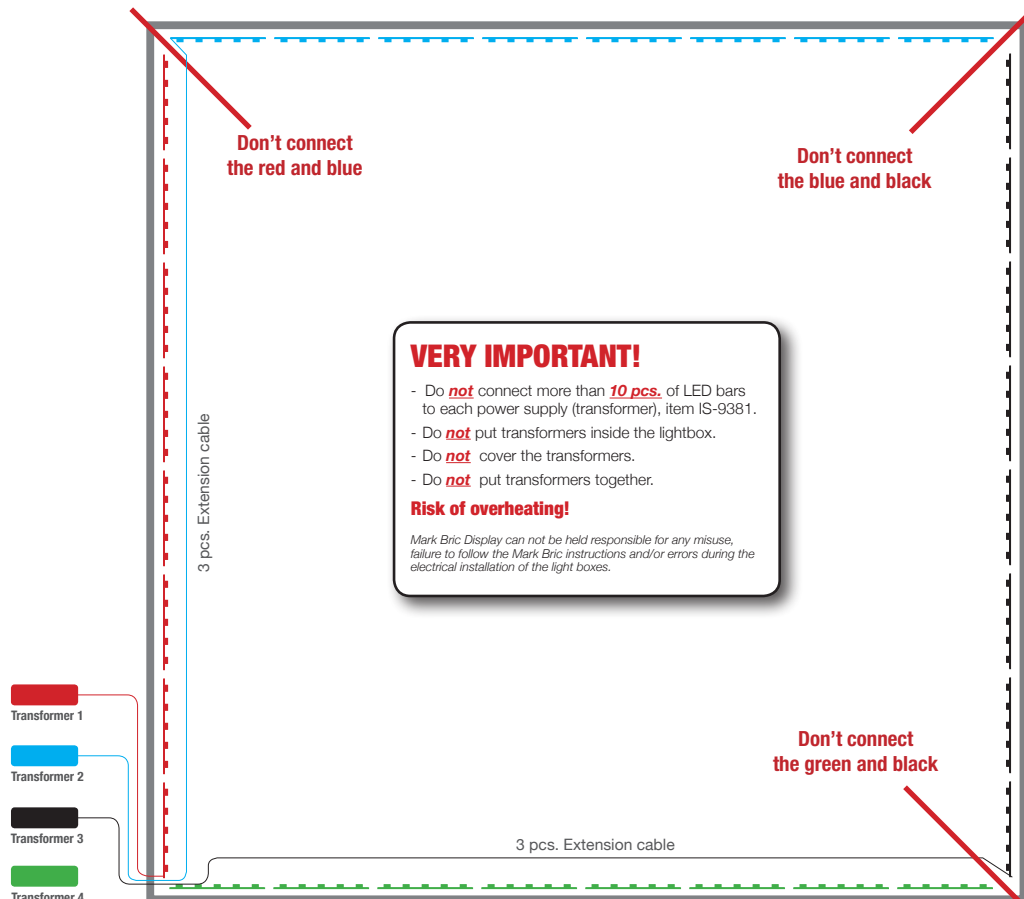 Don't connect
the red and blue
Don't connect
the blue and black
VERY IMPORTANT!
- Do not connect more than 10 pcs. of LED bars
to each power supply (transformer), item IS-9381.
- Do not put transformers inside the lightbox.
- Do not cover the transformers.
- Do not put transformers together.
Risk of overheating!
Mark Bric Display can not be held responsible for any misuse,
failure to follow the Mark Bric instructions and/or errors during the
electrical installation of the light boxes.
3 pcs. Extension cable
Transformer 1
Transformer 2
Transformer 3
Transformer 4
Don't connect
the green and black
3 pcs. Extension cable